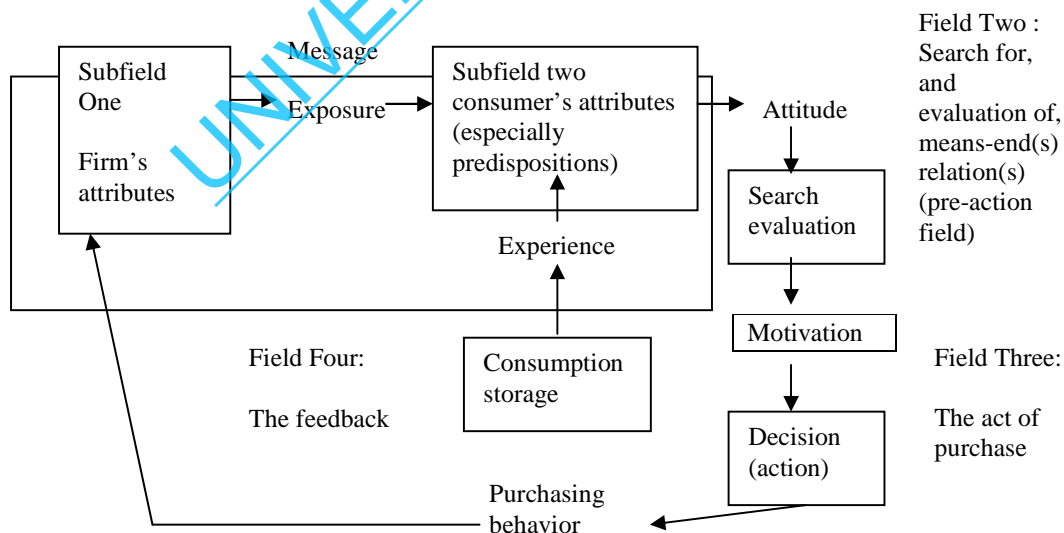 Subfield
One
Firm's
attributes
Message
Exposure
Subfield two
consumer's attributes
(especially
predispositions)
Experience
Consumption
storage
Attitude
Search
evaluation
Motivation
Decision
(action)
Field Two :
Search for,
and
evaluation of,
means-end(s)
relation(s)
(pre-action
field)
Field Three:
The act of
purchase
Field Four:
The feedback
Purchasing
behavior